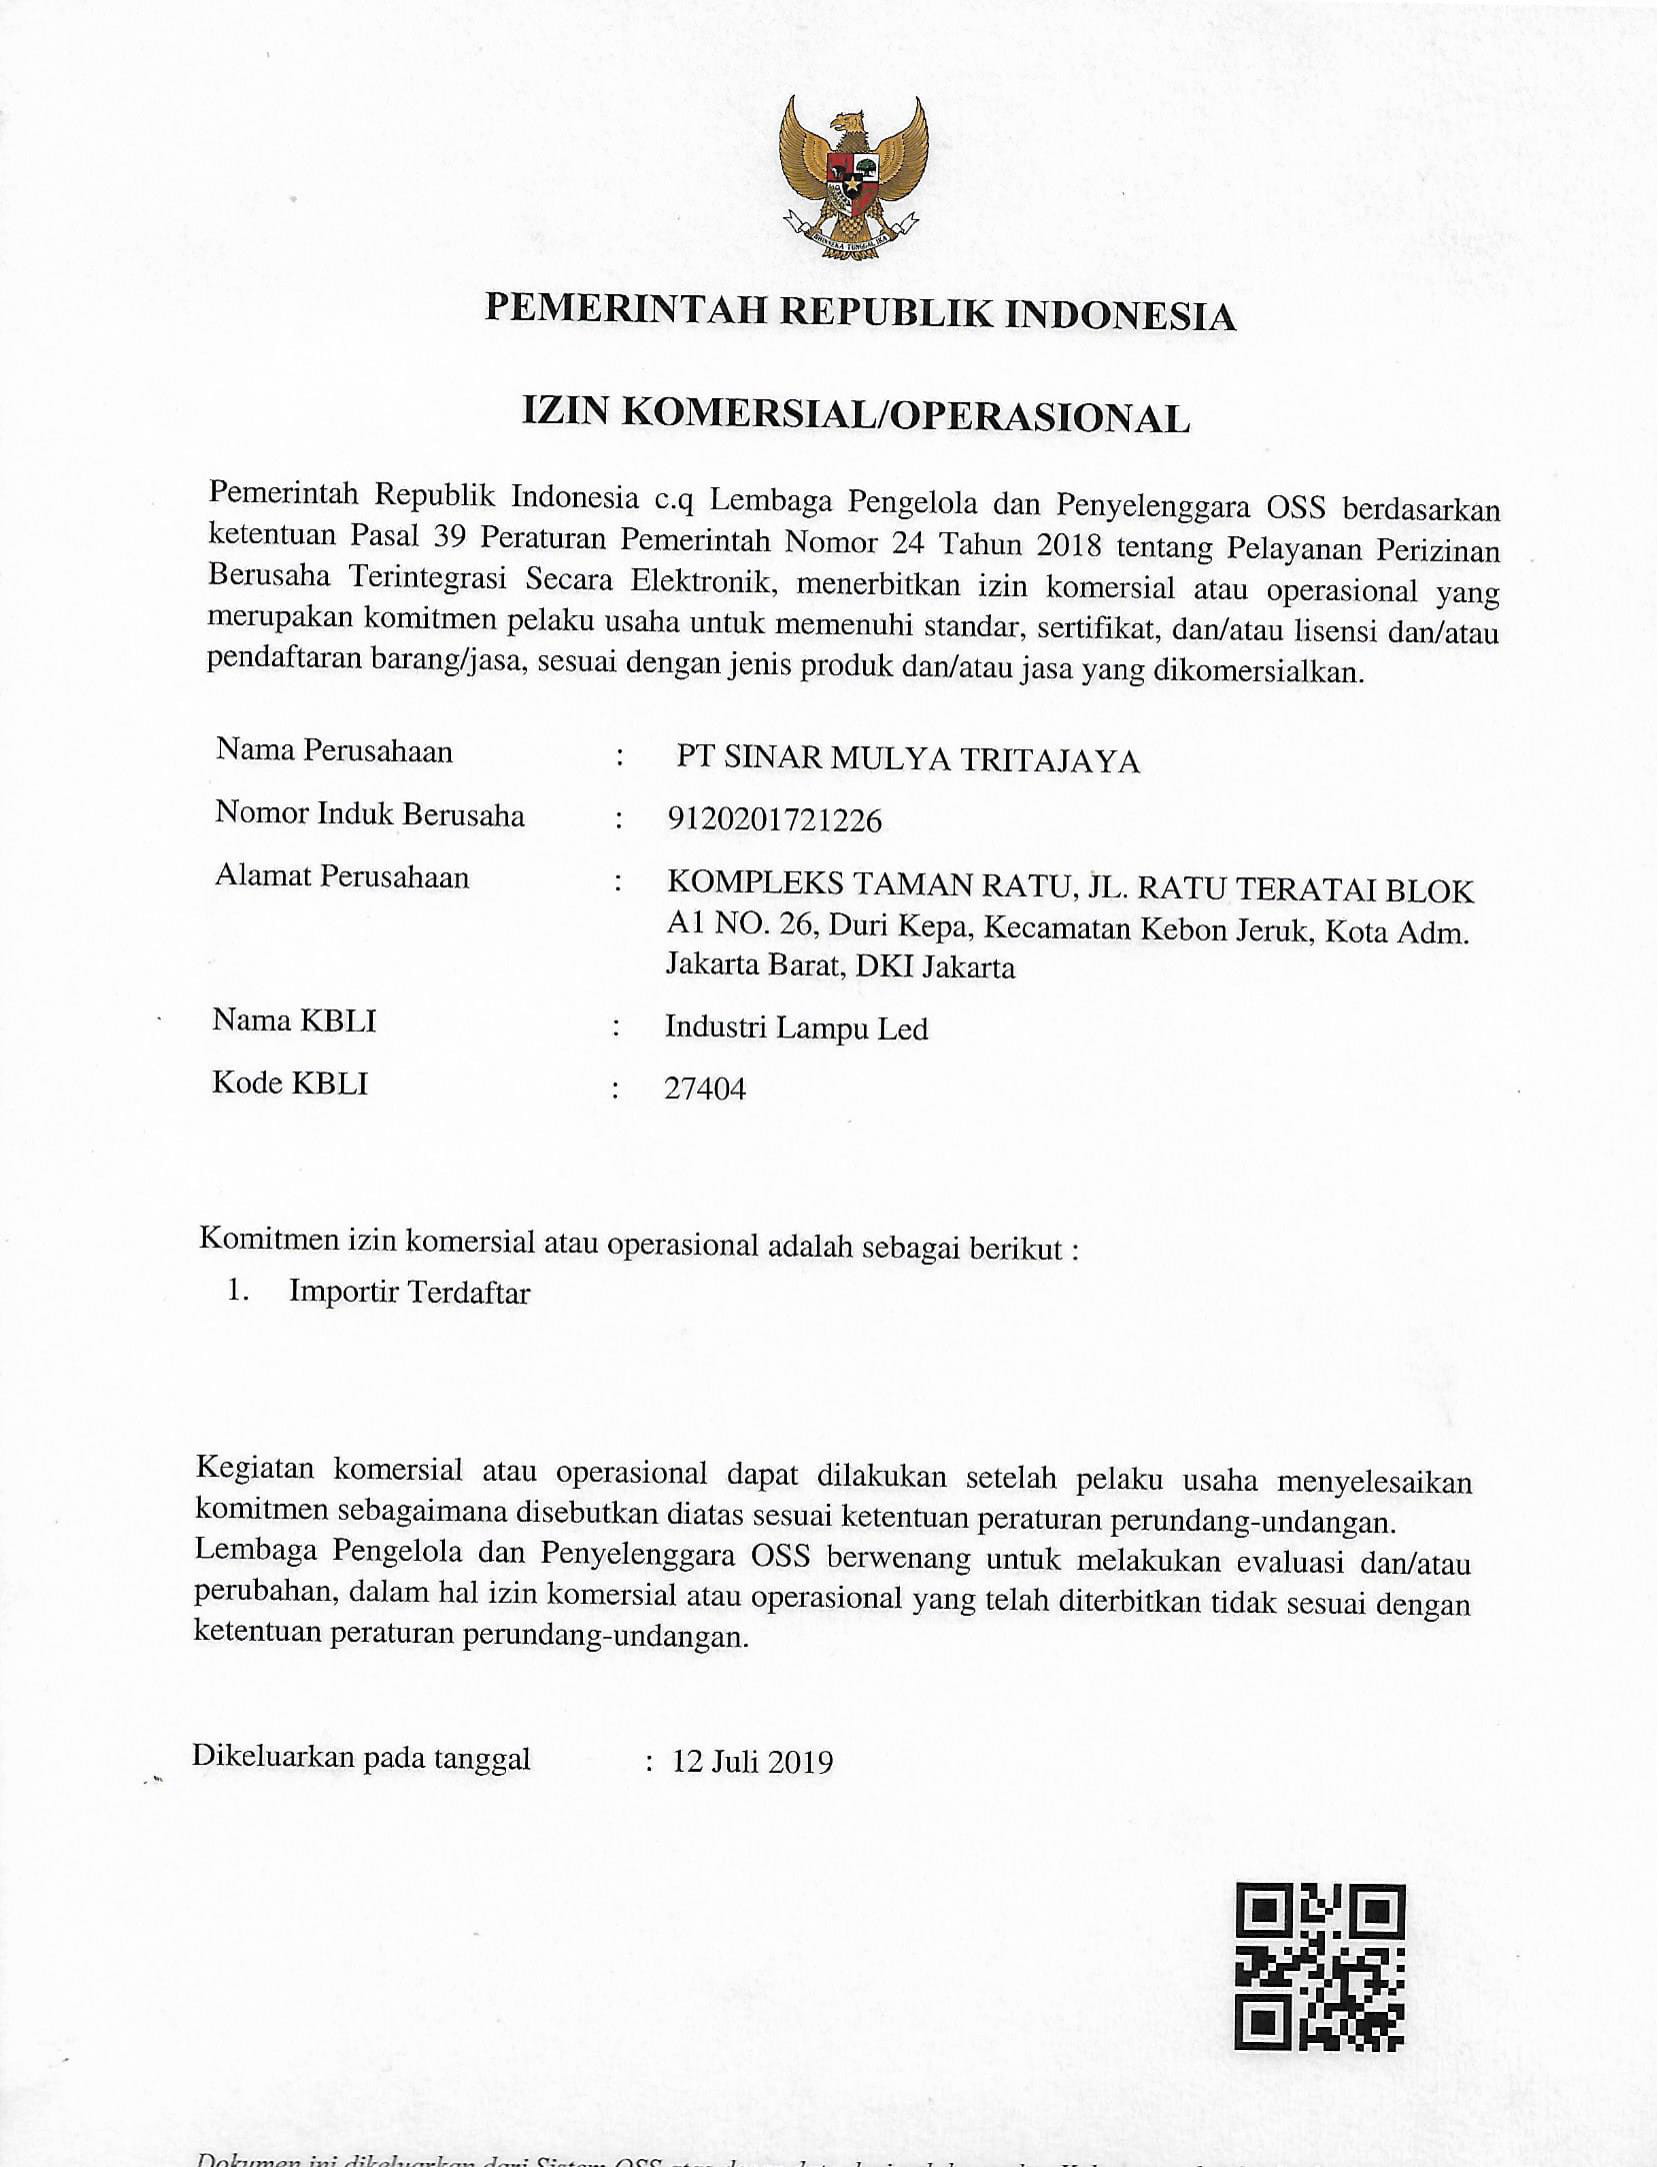 BHINNEKA TUNGGAL IKA
PEMERINTAH REPUBLIK INDONESIA
IZIN KOMERSIAL/OPERASIONAL
Pemerintah Republik Indonesia c.q Lembaga Pengelola dan Penyelenggara OSS berdasarkan
ketentuan Pasal 39 Peraturan Pemerintah Nomor 24 Tahun 2018 tentang Pelayanan Perizinan
Berusaha Terintegrasi Secara Elektronik, menerbitkan izin komersial atau operasional yang
merupakan komitmen pelaku usaha untuk memenuhi standar, sertifikat, dan/atau lisensi dan/atau
pendaftaran barang/jasa, sesuai dengan jenis produk dan/atau jasa yang dikomersialkan.
Nama Perusahaan : PT SINAR MULYA TRITAJAYA
Nomor Induk Berusaha : 9120201721226
Alamat Perusahaan : KOMPLEKS TAMAN RATU, JL. RATU TERATAI BLOK
A1 NO. 26, Duri Kepa, Kecamatan Kebon Jeruk, Kota Adm.
Jakarta Barat, DKI Jakarta
Nama KBLI : Industri Lampu Led
Kode KBLI : 27404
Komitmen izin komersial atau operasional adalah sebagai berikut :
1. Importir Terdaftar
Kegiatan komersial atau operasional dapat dilakukan setelah pelaku usaha menyelesaikan
komitmen sebagaimana disebutkan diatas sesuai ketentuan peraturan perundang-undangan.
Lembaga Pengelola dan Penyelenggara OSS berwenang untuk melakukan evaluasi dan/atau
perubahan, dalam hal izin komersial atau operasional yang telah diterbitkan tidak sesuai dengan
ketentuan peraturan perundang-undangan.
Dikeluarkan pada tanggal : 12 Juli 2019
Dokumen ini dikeluarkan dari Sistem OSS